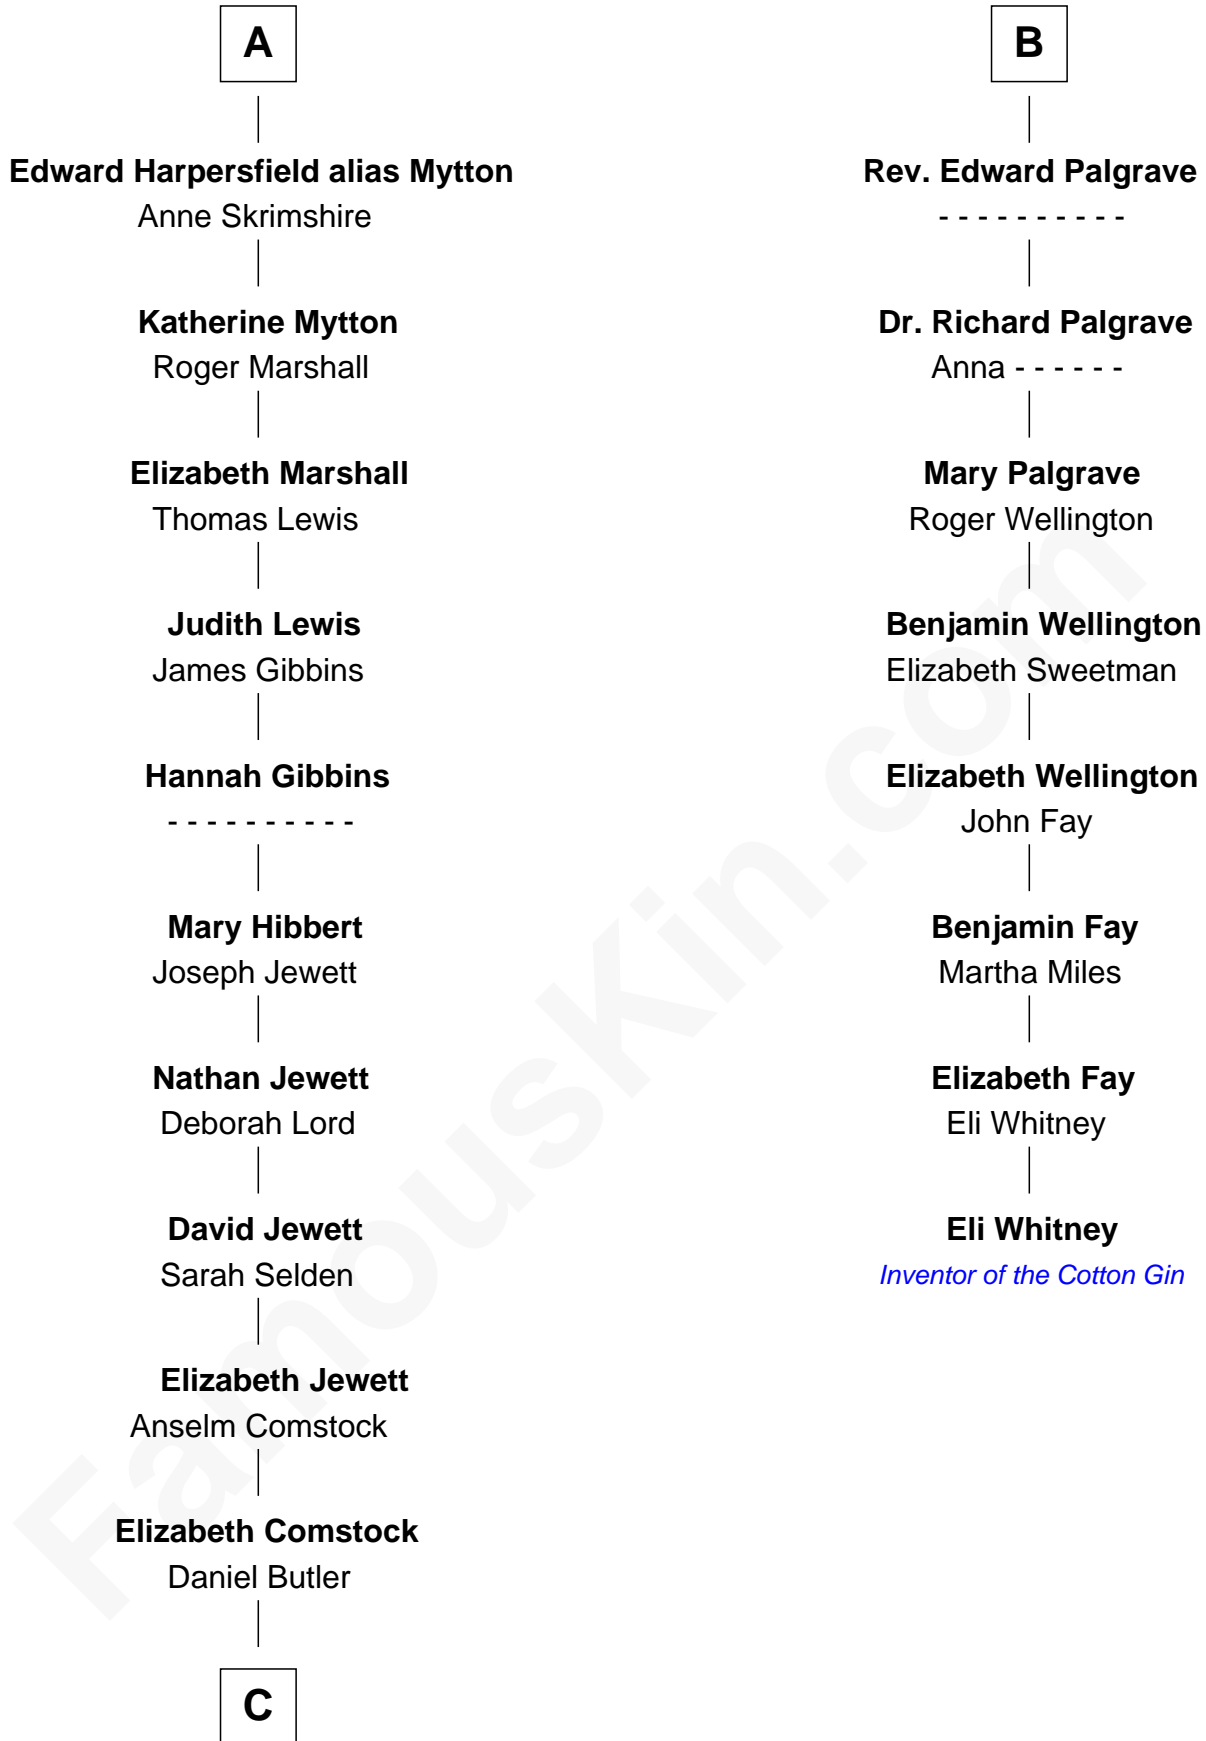 A
Edward Harpersfield alias Mytton
Anne Skrimshire
Katherine Mytton
Roger Marshall
Elizabeth Marshall
Thomas Lewis
Judith Lewis
James Gibbins
Hannah Gibbins
- - - - - - - - - -
Mary Hibbert
Joseph Jewett
Nathan Jewett
Deborah Lord
David Jewett
Sarah Selden
Elizabeth Jewett
Anselm Comstock
Elizabeth Comstock
Daniel Butler
C
B
Rev. Edward Palgrave
- - - - - - - - - -
Dr. Richard Palgrave
Anna - - - - - -
Mary Palgrave
Roger Wellington
Benjamin Wellington
Elizabeth Sweetman
Elizabeth Wellington
John Fay
Benjamin Fay
Martha Miles
Elizabeth Fay
Eli Whitney
Eli Whitney
Inventor of the Cotton Gin
FamousKin.com